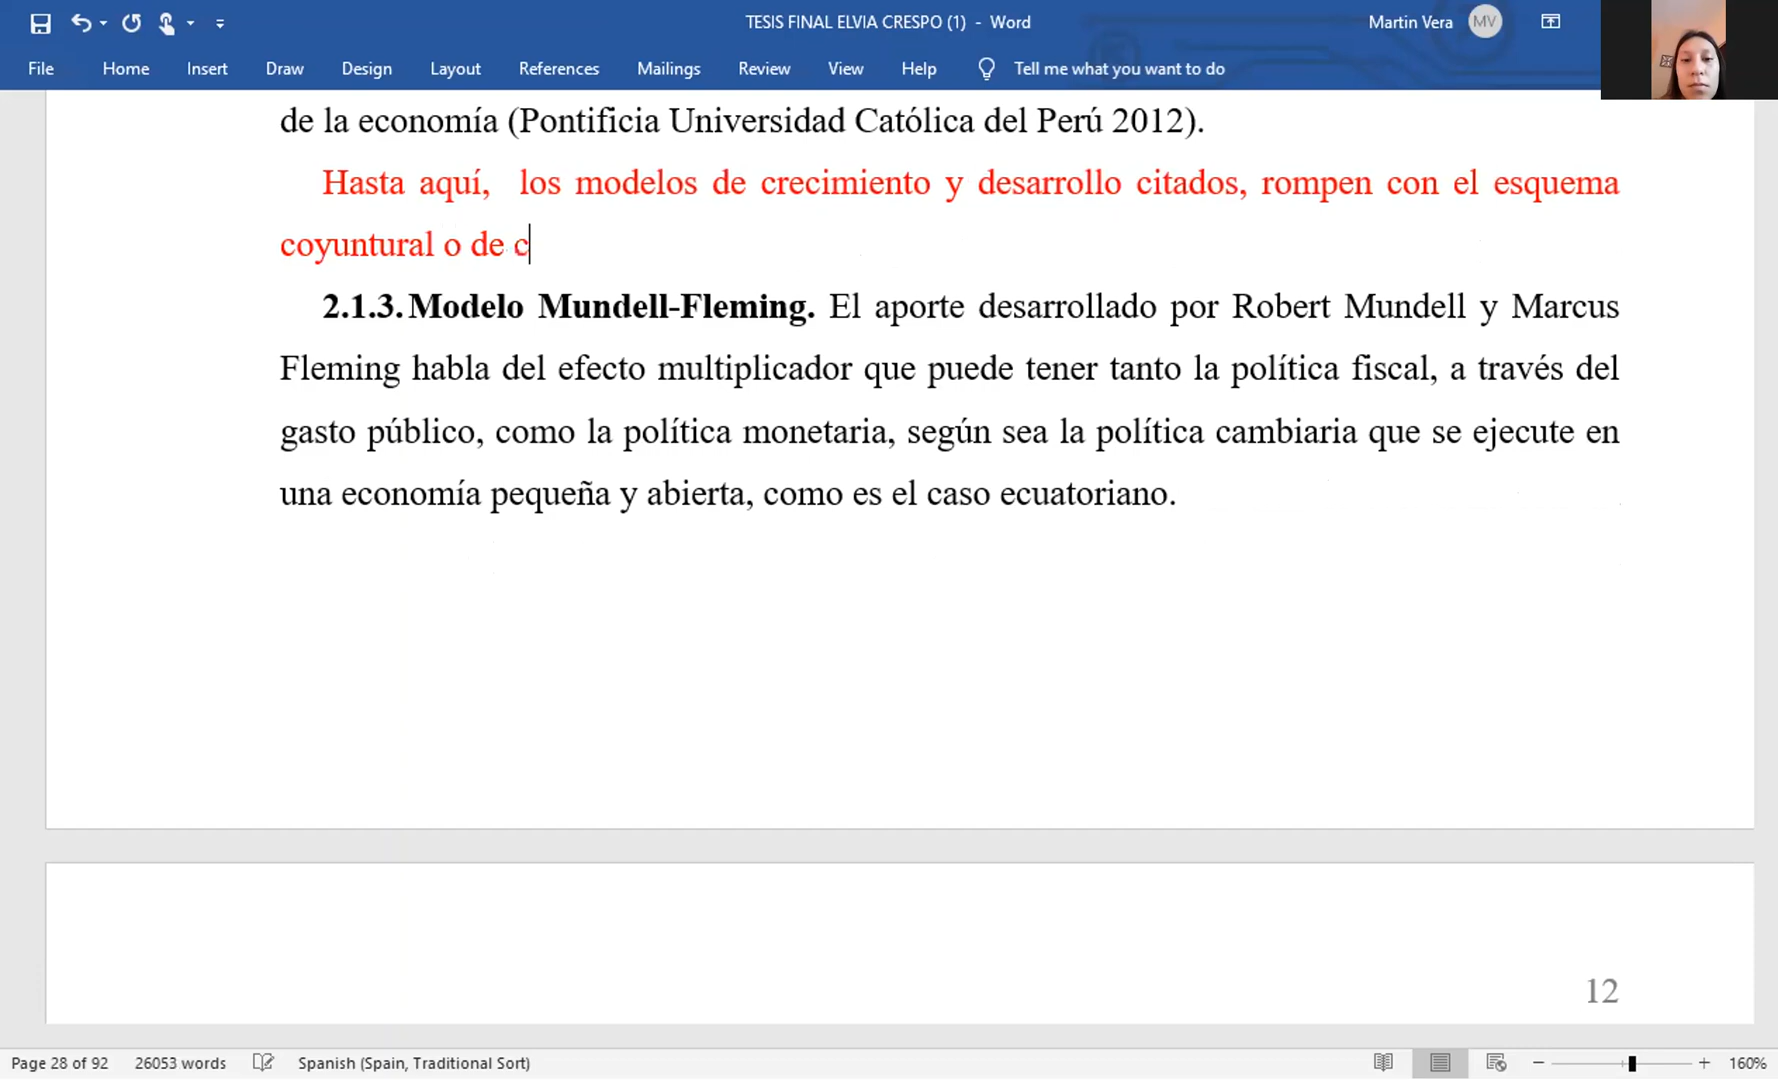 TESIS FINAL ELVIA CRESPO (1) - Word
Martin Vera MV
File Home Insert Draw Design Layout References Mailings Review View Help Tell me what you want to do
de la economía (Pontificia Universidad Católica del Perú 2012).
Hasta aquí, los modelos de crecimiento y desarrollo citados, rompen con el esquema
coyuntural o de c
2.1.3. Modelo Mundell-Fleming. El aporte desarrollado por Robert Mundell y Marcus
Fleming habla del efecto multiplicador que puede tener tanto la política fiscal, a través del
gasto público, como la política monetaria, según sea la política cambiaria que se ejecute en
una economía pequeña y abierta, como es el caso ecuatoriano.
12
Page 28 of 92 26053 words Spanish (Spain, Traditional Sort) 160%